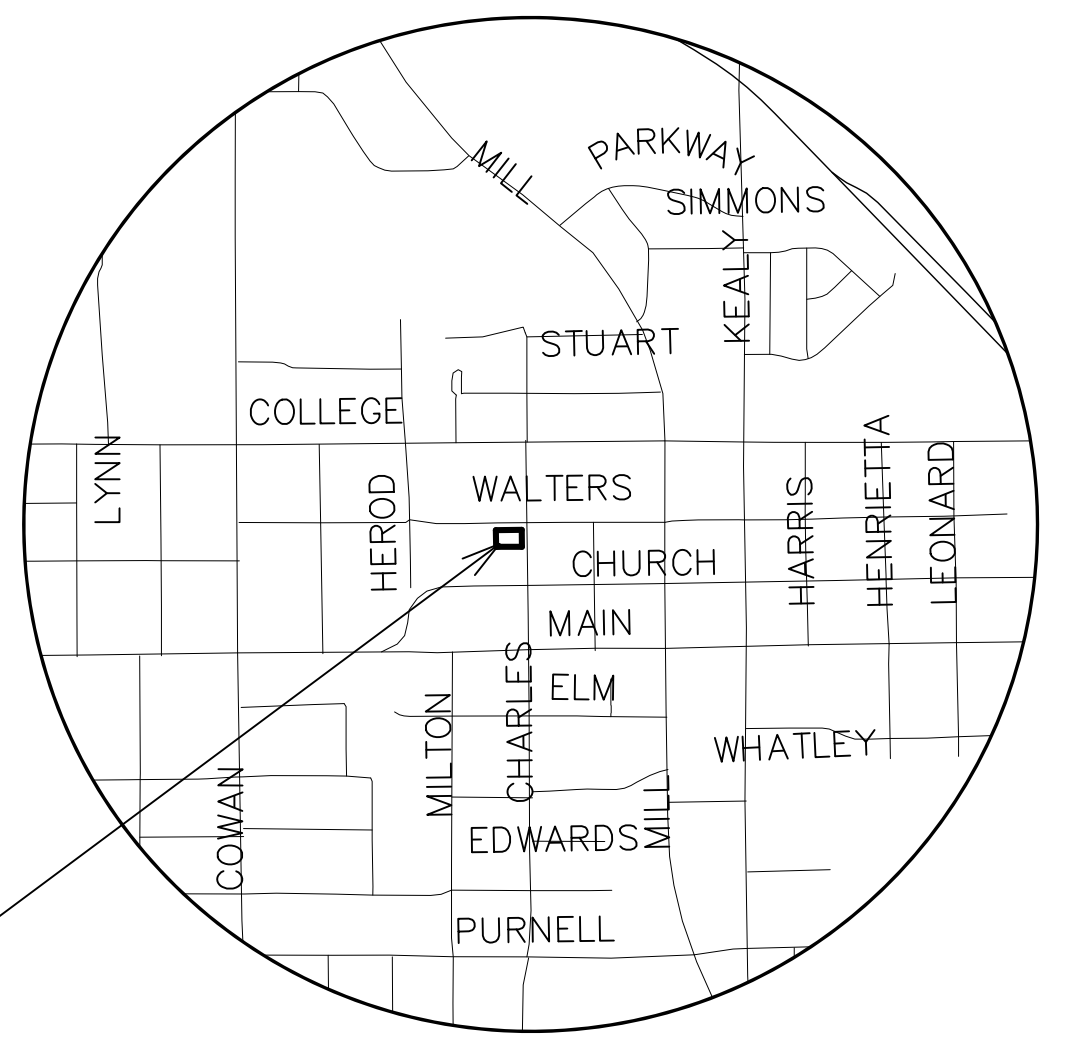 MILL
PARKWAY
SIMMONS
KEALY
STUART
COLLEGE
LYNN
HEROD
WALTERS
HARRIS
HENRIETTA
LEONARD
CHURCH
MAIN
CHARLES
ELM
MILTON
WHATLEY
COWAN
EDWARDS
MILL
PURNELL